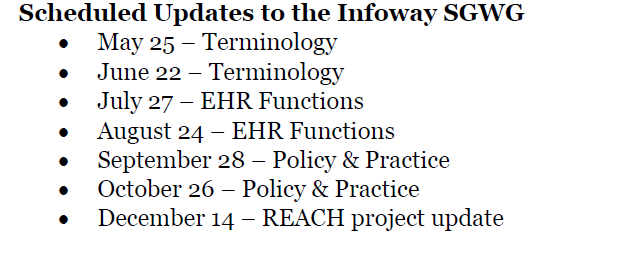 Scheduled Updates to the Infoway SGWG
• May 25 – Terminology
• June 22 – Terminology
• July 27 – EHR Functions
• August 24 – EHR Functions
• September 28 – Policy & Practice
• October 26 – Policy & Practice
• December 14 – REACH project update